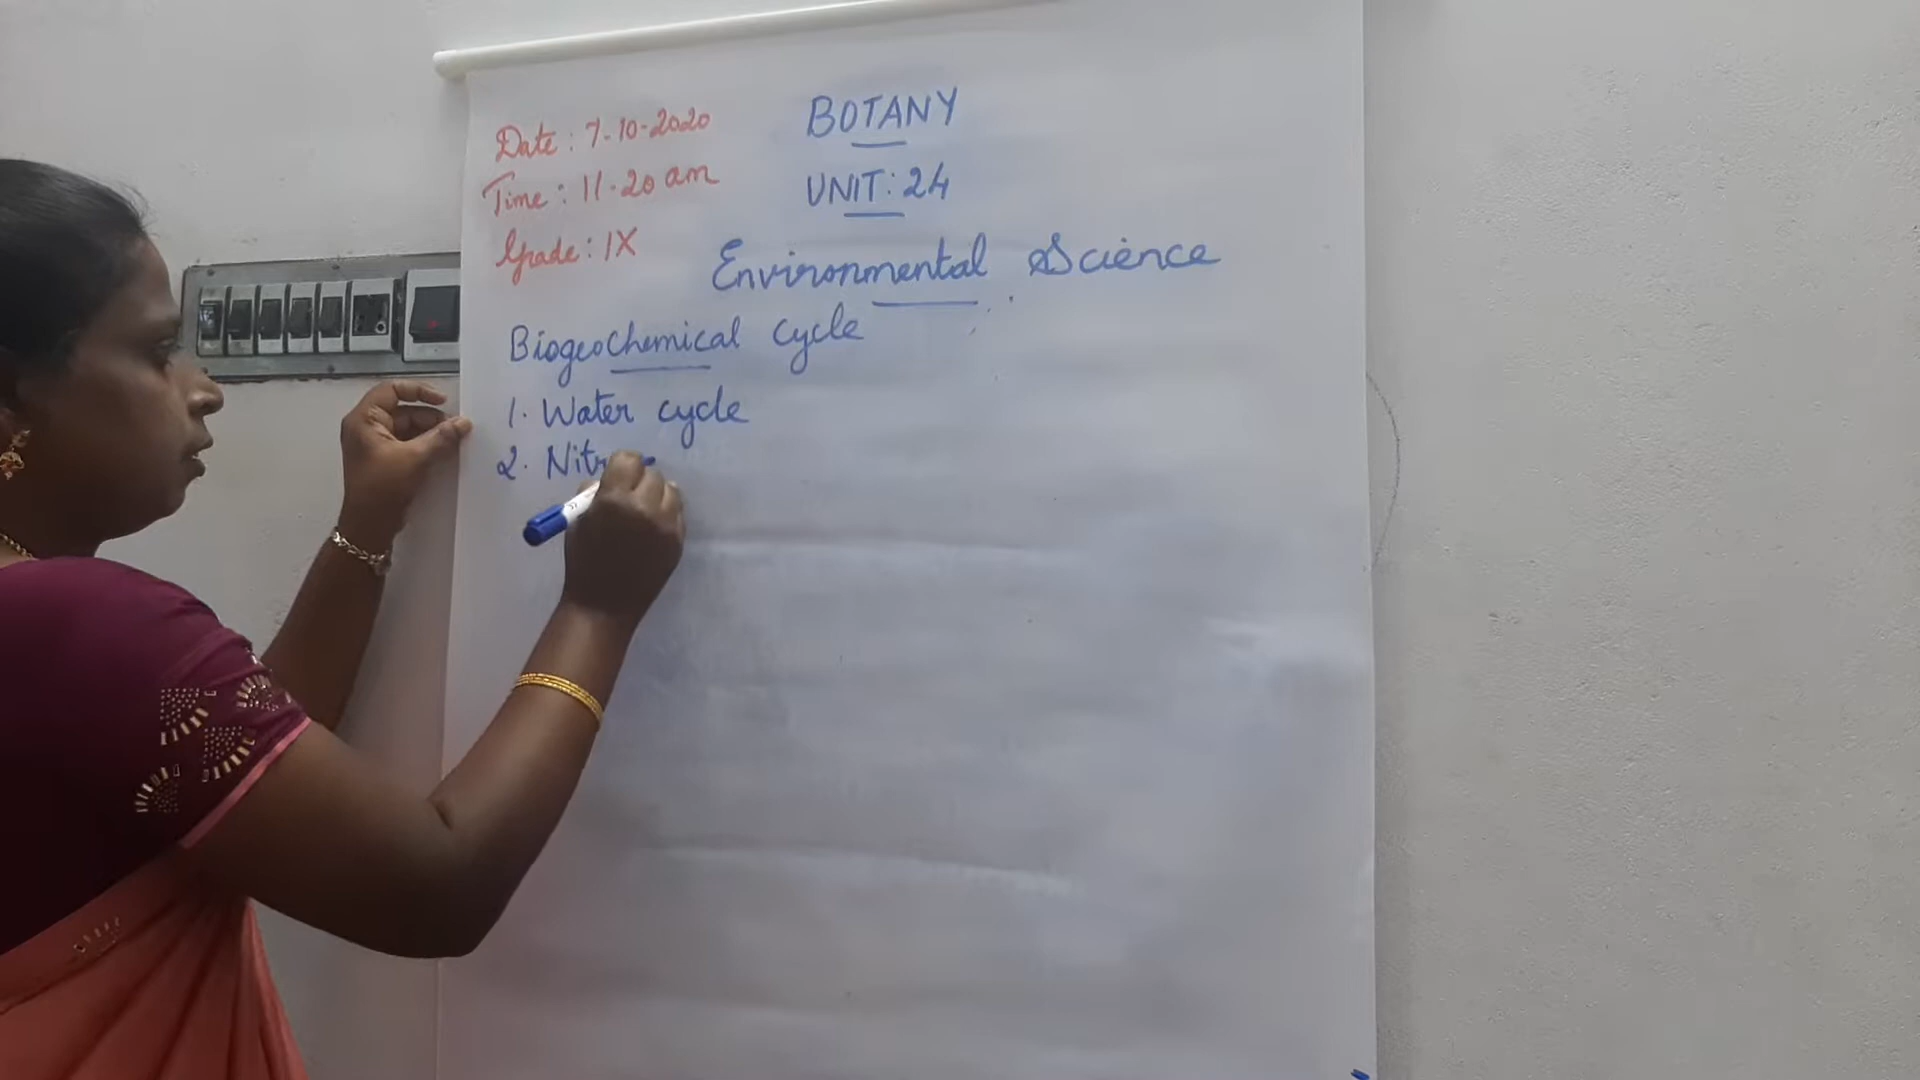 Date: 7-10-2020
Time: 11.20 am
Grade: IX
BOTANY
UNIT: 24
Environmental Science
Biogeochemical cycle
1. Water cycle
2.